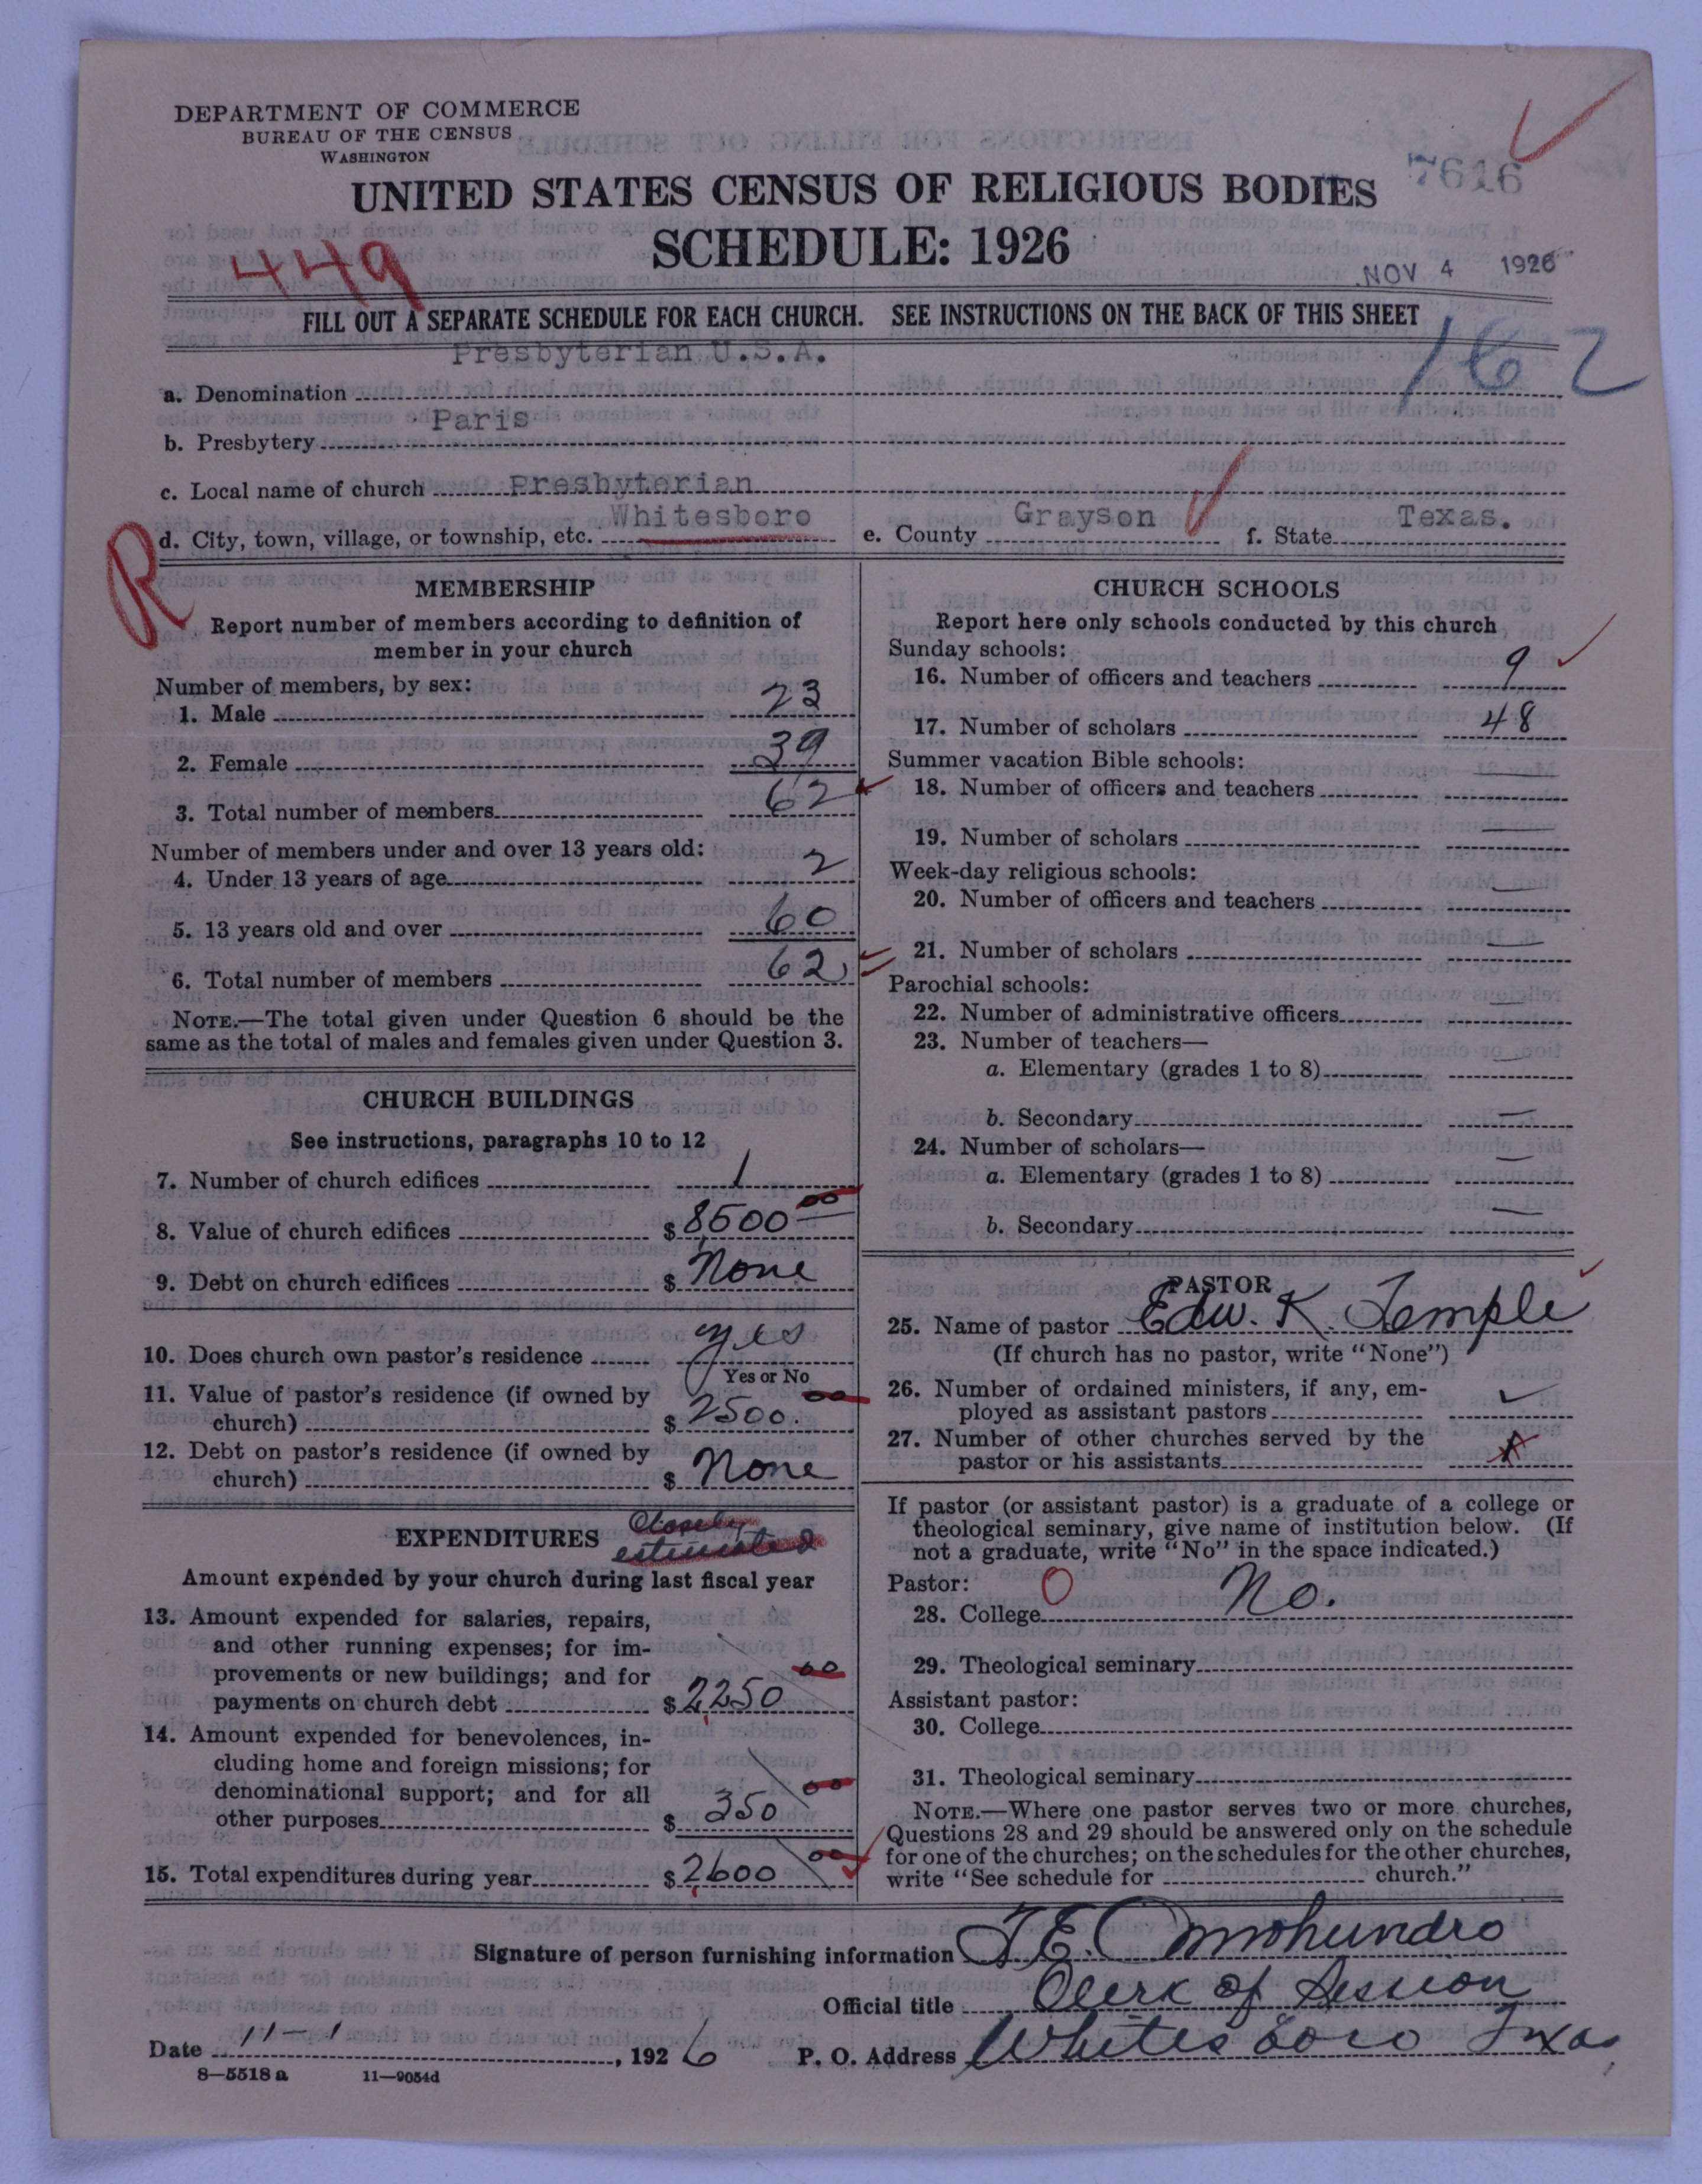 DEPARTMENT OF COMMERCE
BUREAU OF THE CENSUS
WASHINGTON
UNITED STATES CENSUS OF RELIGIOUS BODIES
7616
SCHEDULE: 1926
449
NOV 4 1926
FILL OUT A SEPARATE SCHEDULE FOR EACH CHURCH. SEE INSTRUCTIONS ON THE BACK OF THIS SHEET
162
a. Denomination Presbyterian U.S.A.
b. Presbytery Paris
c. Local name of church Presbyterian
d. City, town, village, or township, etc. Whitesboro e. County Grayson f. State Texas.
R
MEMBERSHIP
Report number of members according to definition of
member in your church
Number of members, by sex:
1. Male 23
2. Female 39
3. Total number of members 62
Number of members under and over 13 years old:
4. Under 13 years of age 2
5. 13 years old and over 60
6. Total number of members 62
NOTE.—The total given under Question 6 should be the
same as the total of males and females given under Question 3.
CHURCH BUILDINGS
See instructions, paragraphs 10 to 12
7. Number of church edifices 1
8. Value of church edifices $ 8500 00
9. Debt on church edifices $ None
10. Does church own pastor's residence yes
Yes or No
11. Value of pastor's residence (if owned by
church) $ 2500. 00
12. Debt on pastor's residence (if owned by
church) $ None
EXPENDITURES Closely
estimated
Amount expended by your church during last fiscal year
13. Amount expended for salaries, repairs,
and other running expenses; for im-
provements or new buildings; and for
payments on church debt $ 2250 00
14. Amount expended for benevolences, in-
cluding home and foreign missions; for
denominational support; and for all
other purposes $ 350 00
15. Total expenditures during year $ 2600 00
CHURCH SCHOOLS
Report here only schools conducted by this church
Sunday schools:
16. Number of officers and teachers 9
17. Number of scholars 48
Summer vacation Bible schools:
18. Number of officers and teachers —
19. Number of scholars —
Week-day religious schools:
20. Number of officers and teachers —
21. Number of scholars —
Parochial schools:
22. Number of administrative officers —
23. Number of teachers—
a. Elementary (grades 1 to 8) —
b. Secondary —
24. Number of scholars—
a. Elementary (grades 1 to 8) —
b. Secondary —
PASTOR
25. Name of pastor Edw. K. Temple
(If church has no pastor, write "None")
26. Number of ordained ministers, if any, em-
ployed as assistant pastors
27. Number of other churches served by the
pastor or his assistants
If pastor (or assistant pastor) is a graduate of a college or
theological seminary, give name of institution below. (If
not a graduate, write "No" in the space indicated.)
Pastor: O
28. College No.
29. Theological seminary
Assistant pastor:
30. College
31. Theological seminary
NOTE.—Where one pastor serves two or more churches,
Questions 28 and 29 should be answered only on the schedule
for one of the churches; on the schedules for the other churches,
write "See schedule for church."
Signature of person furnishing information T. E. Omohundro
Official title Clerk of Session
Date 11-1, 1926 P. O. Address Whitesboro Texas
8—5518 a 11—9054d